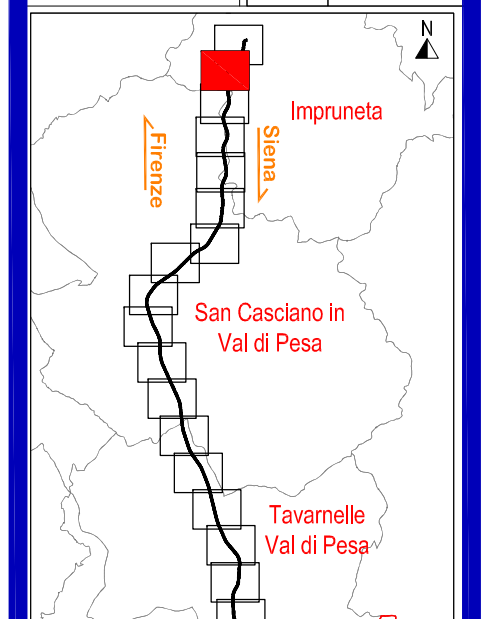 N
Impruneta
Firenze
Siena
San Casciano in
Val di Pesa
Tavarnelle
Val di Pesa